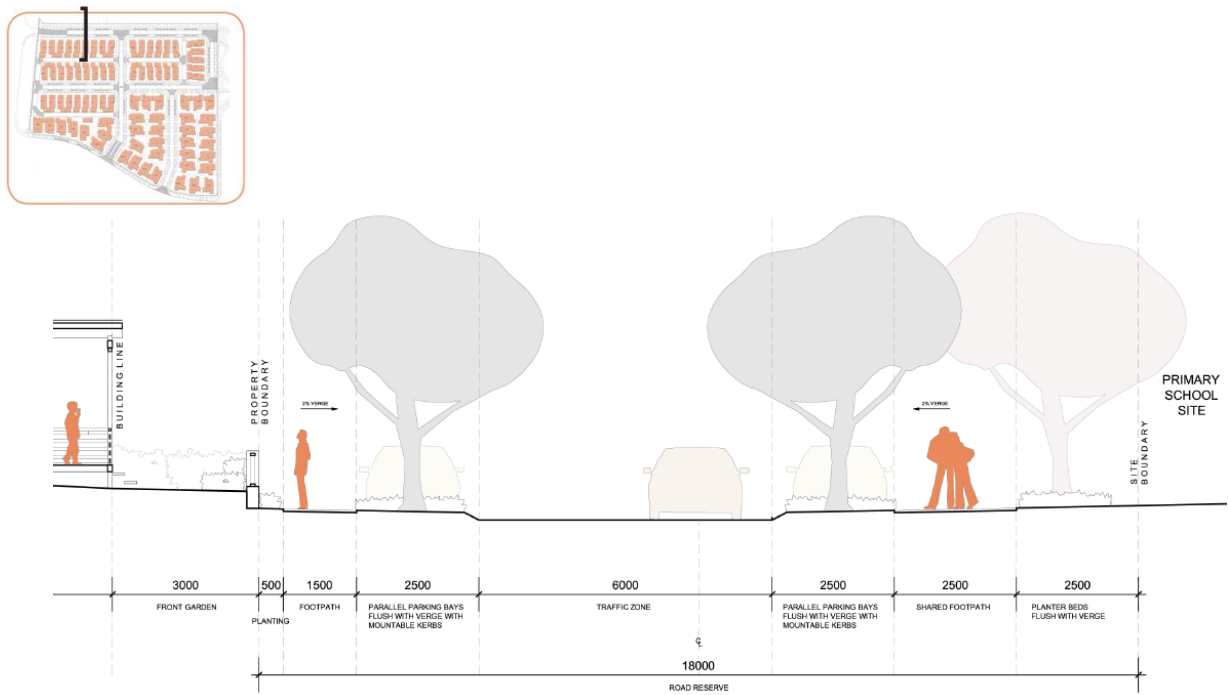 BUILDING LINE
PROPERTY
BOUNDARY
2% VERGE
2% VERGE
PRIMARY
SCHOOL
SITE
SITE
BOUNDARY
3000
500
1500
2500
6000
2500
2500
2500
FRONT GARDEN
PLANTING
FOOTPATH
PARALLEL PARKING BAYS
FLUSH WITH VERGE WITH
MOUNTABLE KERBS
TRAFFIC ZONE
PARALLEL PARKING BAYS
FLUSH WITH VERGE WITH
MOUNTABLE KERBS
SHARED FOOTPATH
PLANTER BEDS
FLUSH WITH VERGE
℄
18000
ROAD RESERVE